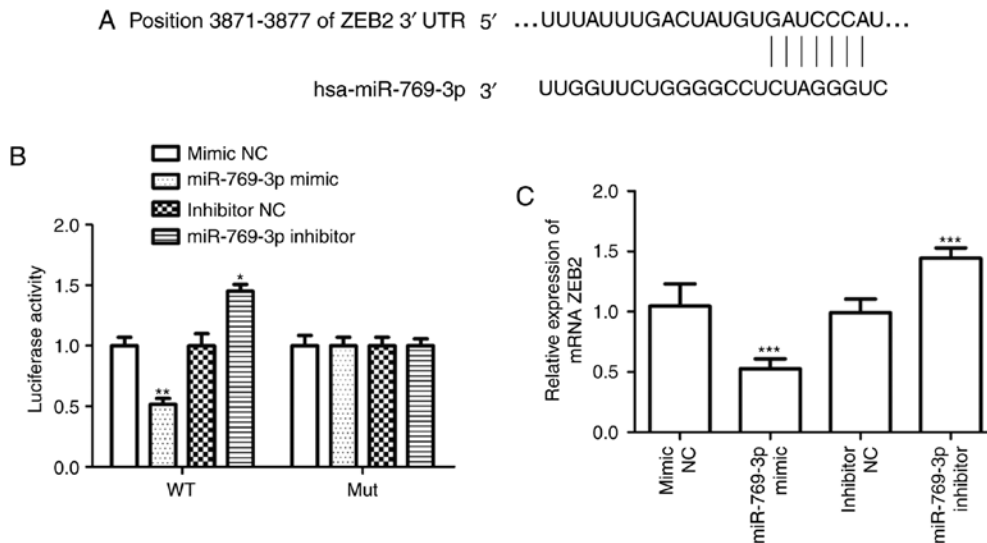 A Position 3871-3877 of ZEB2 3′ UTR 5′ ...UUUAUUUGACUAUGUGAUCCCAU...
hsa-miR-769-3p 3′ UUGGUUCUGGGGCCUCUAGGGUC
B
Mimic NC
miR-769-3p mimic
Inhibitor NC
miR-769-3p inhibitor
Luciferase activity
2.0
1.5
1.0
0.5
0.0
**
*
WT
Mut
C
Relative expression of
mRNA ZEB2
2.0
1.5
1.0
0.5
0.0
***
***
Mimic
NC
miR-769-3p
mimic
Inhibitor
NC
miR-769-3p
inhibitor